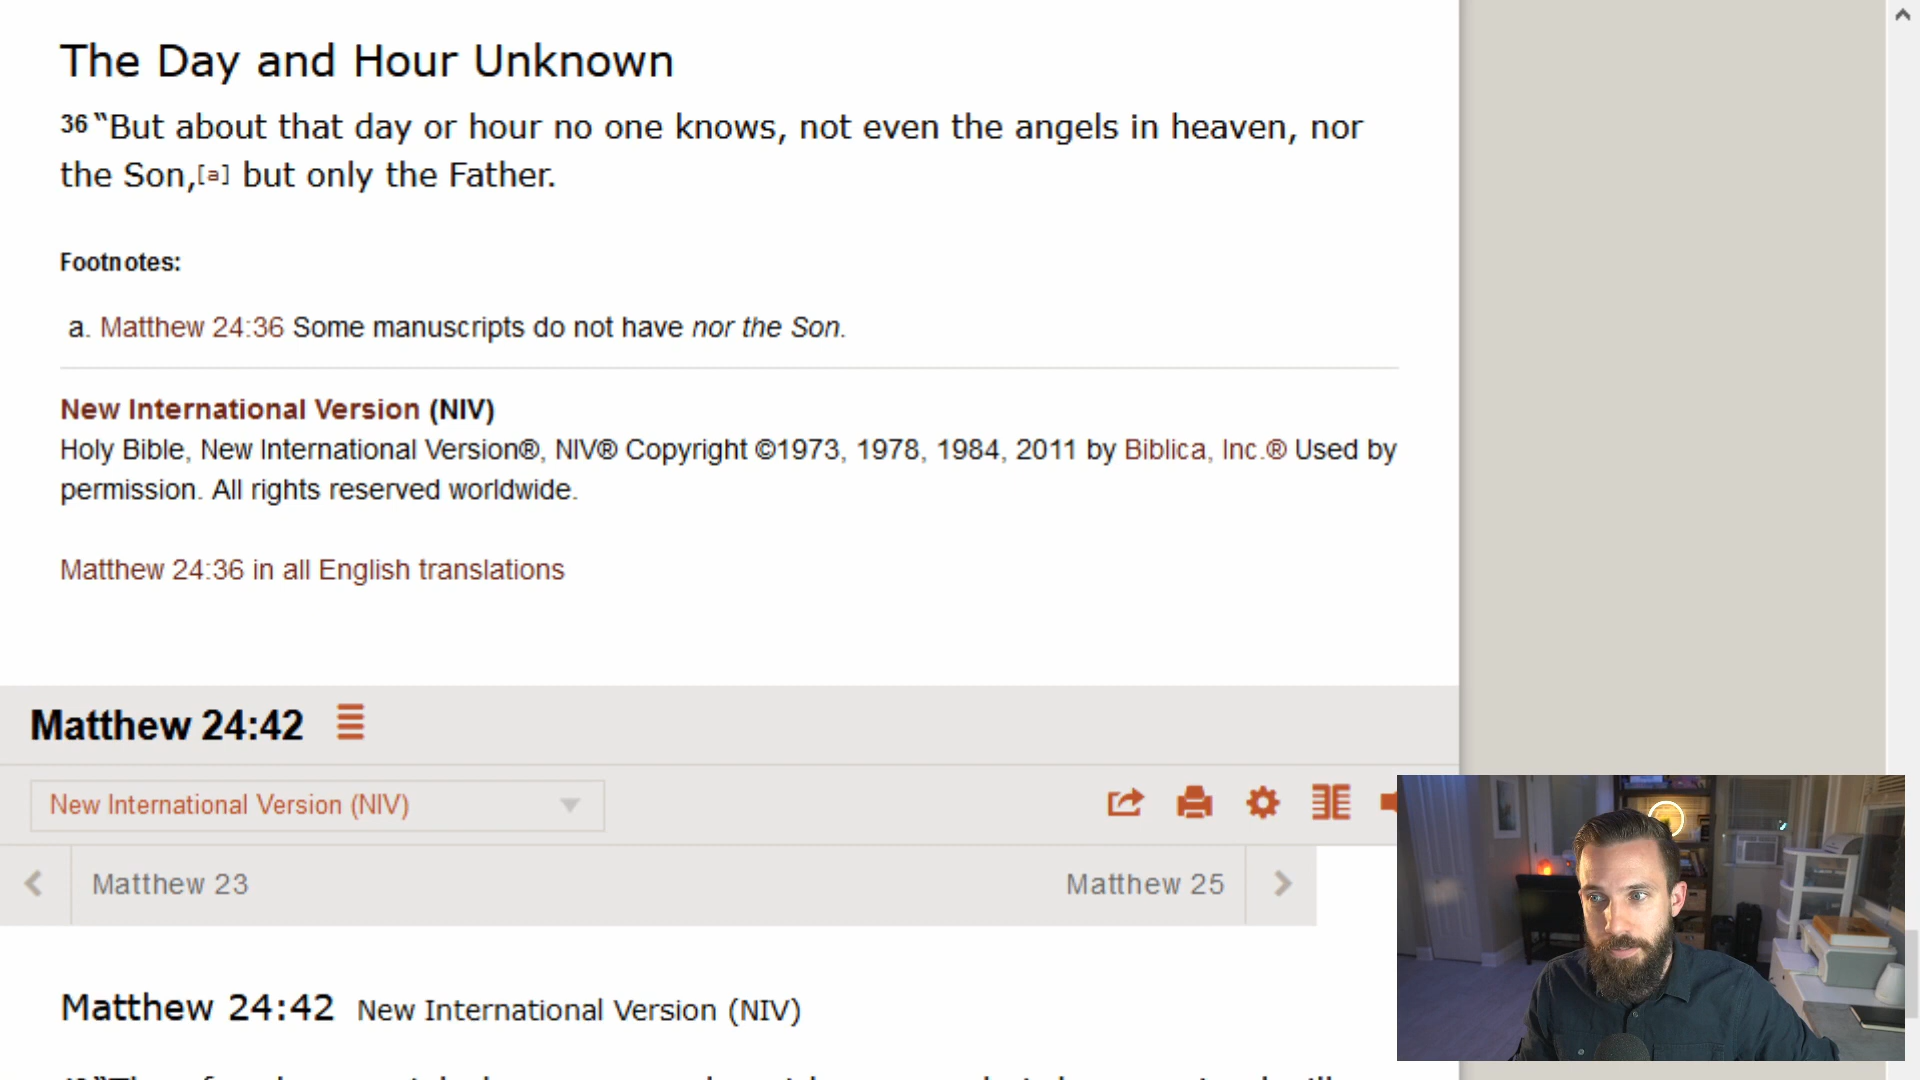 The Day and Hour Unknown
36 “But about that day or hour no one knows, not even the angels in heaven, nor
the Son,[a] but only the Father.
Footnotes:
a. Matthew 24:36 Some manuscripts do not have nor the Son.
New International Version (NIV)
Holy Bible, New International Version®, NIV® Copyright ©1973, 1978, 1984, 2011 by Biblica, Inc.® Used by
permission. All rights reserved worldwide.
Matthew 24:36 in all English translations
Matthew 24:42
New International Version (NIV)
Matthew 23
Matthew 25
Matthew 24:42 New International Version (NIV)